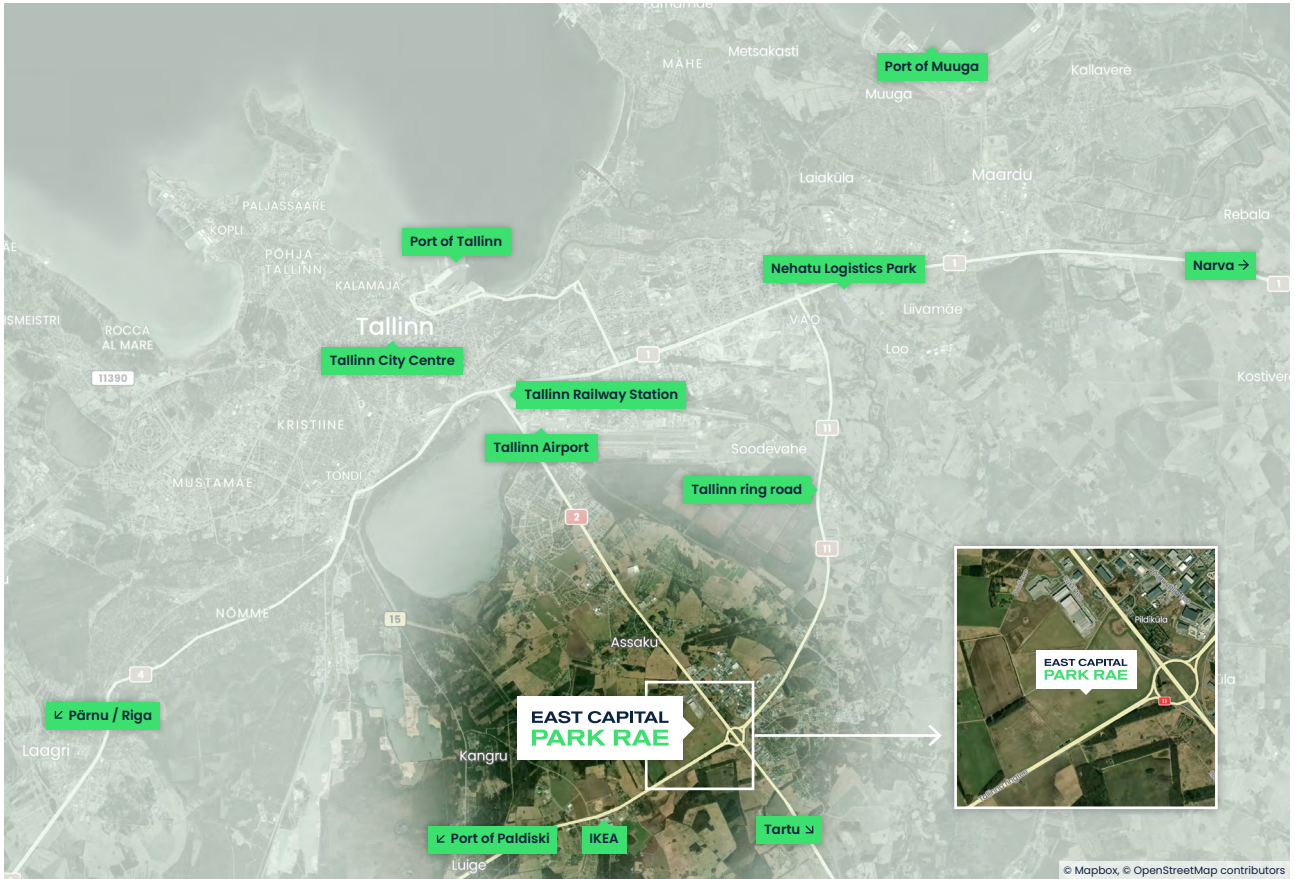 Metsakasti
MÄHE
Port of Muuga
Kallavere
Muuga
Laiaküla
Maardu
PALJASSAARE
Rebala
KOPLI
Port of Tallinn
PÕHJA-
TALLINN
Nehatu Logistics Park
1
Narva →
KALAMAJA
1
Liivamäe
ROCCA
AL MARE
Tallinn
VÄO
Loo
Tallinn City Centre
1
11390
Tallinn Railway Station
KRISTIINE
11
Tallinn Airport
Soodevahe
MUSTAMÄE
TONDI
Tallinn ring road
2
11
NÕMME
15
Assaku
Pildiküla
EAST CAPITAL
PARK RAE
11
4
↙ Pärnu / Riga
EAST CAPITAL
PARK RAE
Laagri
Kangru
Tartu ↘
↙ Port of Paldiski
IKEA
Luige
© Mapbox, © OpenStreetMap contributors